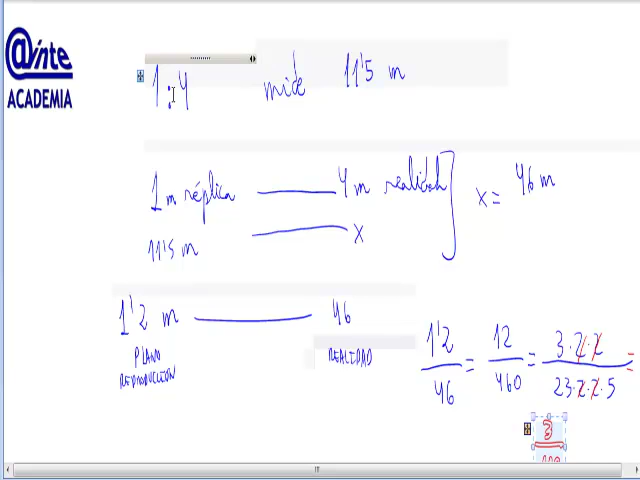 @inte
ACADEMIA
1:4 mide 11'5 m
1 m réplica — 4 m realidad
11'5 m — x
x = 46 m
1'2 m — 46
PLANO REALIDAD
REPRODUCCIÓN
1'2/46 = 12/460 = 3·2·2/23·2·2·5 =
3